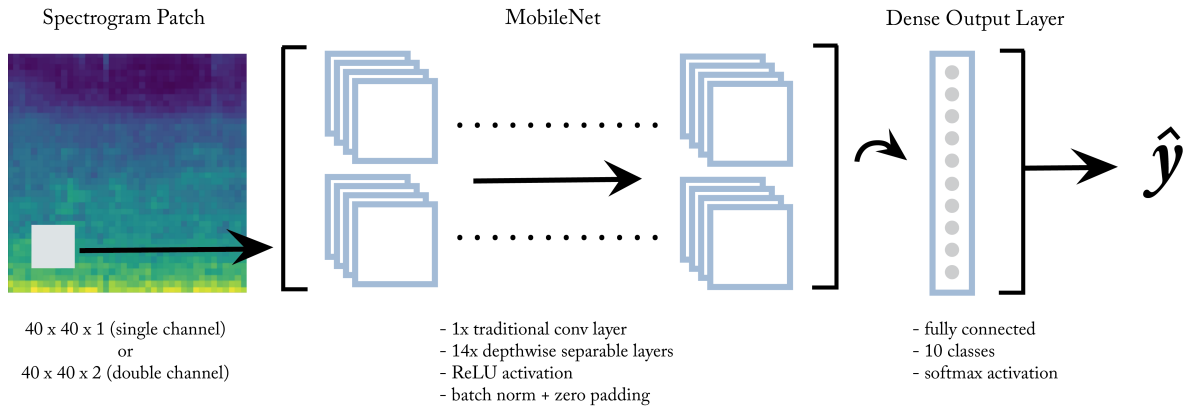 Spectrogram Patch
MobileNet
Dense Output Layer
ŷ
40 x 40 x 1 (single channel)
or
40 x 40 x 2 (double channel)
- 1x traditional conv layer
- 14x depthwise separable layers
- ReLU activation
- batch norm + zero padding
- fully connected
- 10 classes
- softmax activation